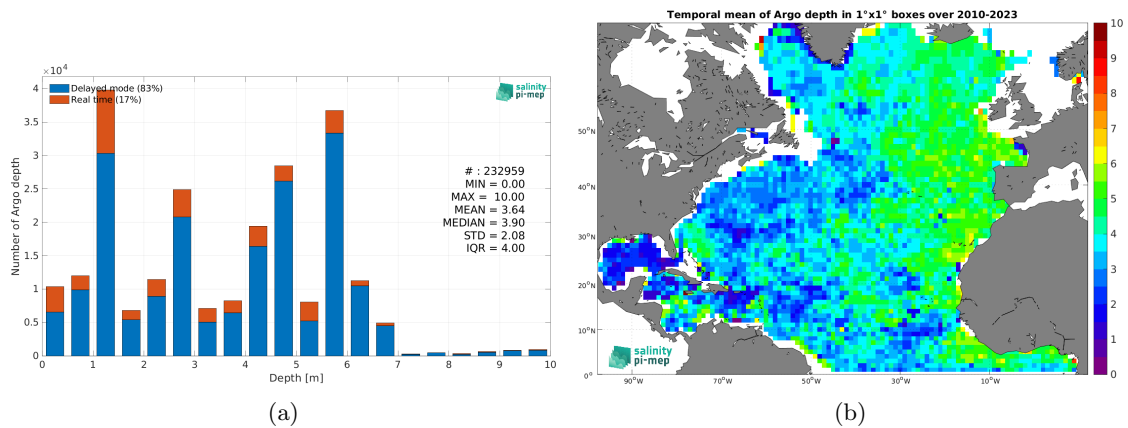 ×10⁴
Delayed mode (83%)
Real time (17%)
salinity
pi-mep
# : 232959
MIN = 0.00
MAX = 10.00
MEAN = 3.64
MEDIAN = 3.90
STD = 2.08
IQR = 4.00
Number of Argo depth
4
3.5
3
2.5
2
1.5
1
0.5
0
0 1 2 3 4 5 6 7 8 9 10
Depth [m]
(a)
Temporal mean of Argo depth in 1°x1° boxes over 2010-2023
50°N
40°N
30°N
20°N
10°N
0°
90°W 70°W 50°W 30°W 10°W
salinity
pi-mep
10
9
8
7
6
5
4
3
2
1
0
(b)